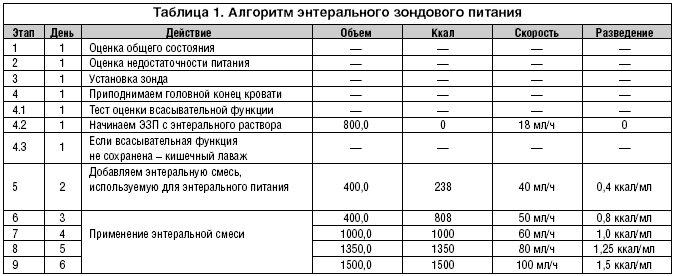 Таблица 1. Алгоритм энтерального зондового питания
Этап День Действие Объем Ккал Скорость Разведение
1 1 Оценка общего состояния — — — —
2 1 Оценка недостаточности питания — — — —
3 1 Установка зонда — — — —
4 1 Приподнимаем головной конец кровати — — — —
4.1 1 Тест оценки всасывательной функции — — — —
4.2 1 Начинаем ЭЗП с энтерального раствора 800,0 0 18 мл/ч 0
4.3 1 Если всасывательная функция
не сохранена – кишечный лаваж — — — —
5 2 Добавляем энтеральную смесь,
используемую для энтерального питания 400,0 238 40 мл/ч 0,4 ккал/мл
6 3 400,0 808 50 мл/ч 0,8 ккал/мл
7 4 Применение энтеральной смеси 1000,0 1000 60 мл/ч 1,0 ккал/мл
8 5 1350,0 1350 80 мл/ч 1,25 ккал/мл
9 6 1500,0 1500 100 мл/ч 1,5 ккал/мл